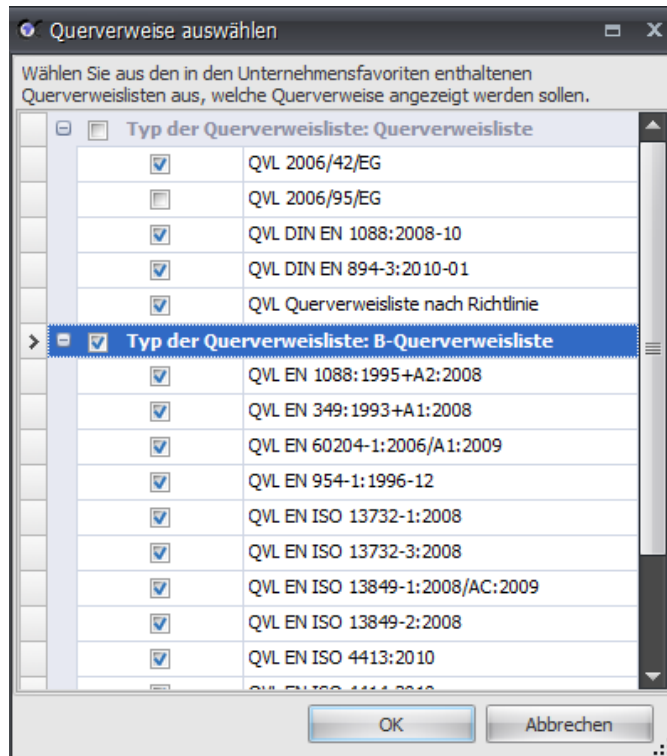 Querverweise auswählen
Wählen Sie aus den in den Unternehmensfavoriten enthaltenen
Querverweislisten aus, welche Querverweise angezeigt werden sollen.
Typ der Querverweisliste: Querverweisliste
QVL 2006/42/EG
QVL 2006/95/EG
QVL DIN EN 1088:2008-10
QVL DIN EN 894-3:2010-01
QVL Querverweisliste nach Richtlinie
Typ der Querverweisliste: B-Querverweisliste
QVL EN 1088:1995+A2:2008
QVL EN 349:1993+A1:2008
QVL EN 60204-1:2006/A1:2009
QVL EN 954-1:1996-12
QVL EN ISO 13732-1:2008
QVL EN ISO 13732-3:2008
QVL EN ISO 13849-1:2008/AC:2009
QVL EN ISO 13849-2:2008
QVL EN ISO 4413:2010
OK Abbrechen